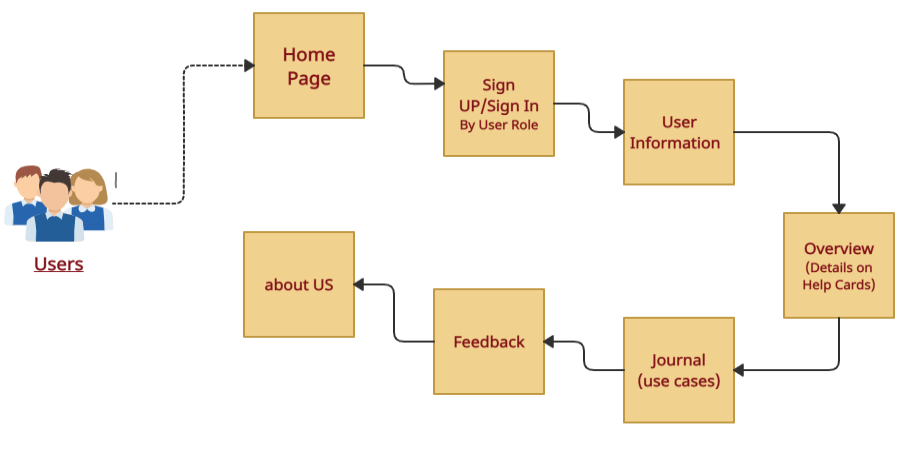 Home
Page
Sign
UP/Sign In
By User Role
User
Information
Users
Overview
(Details on
Help Cards)
about US
Feedback
Journal
(use cases)